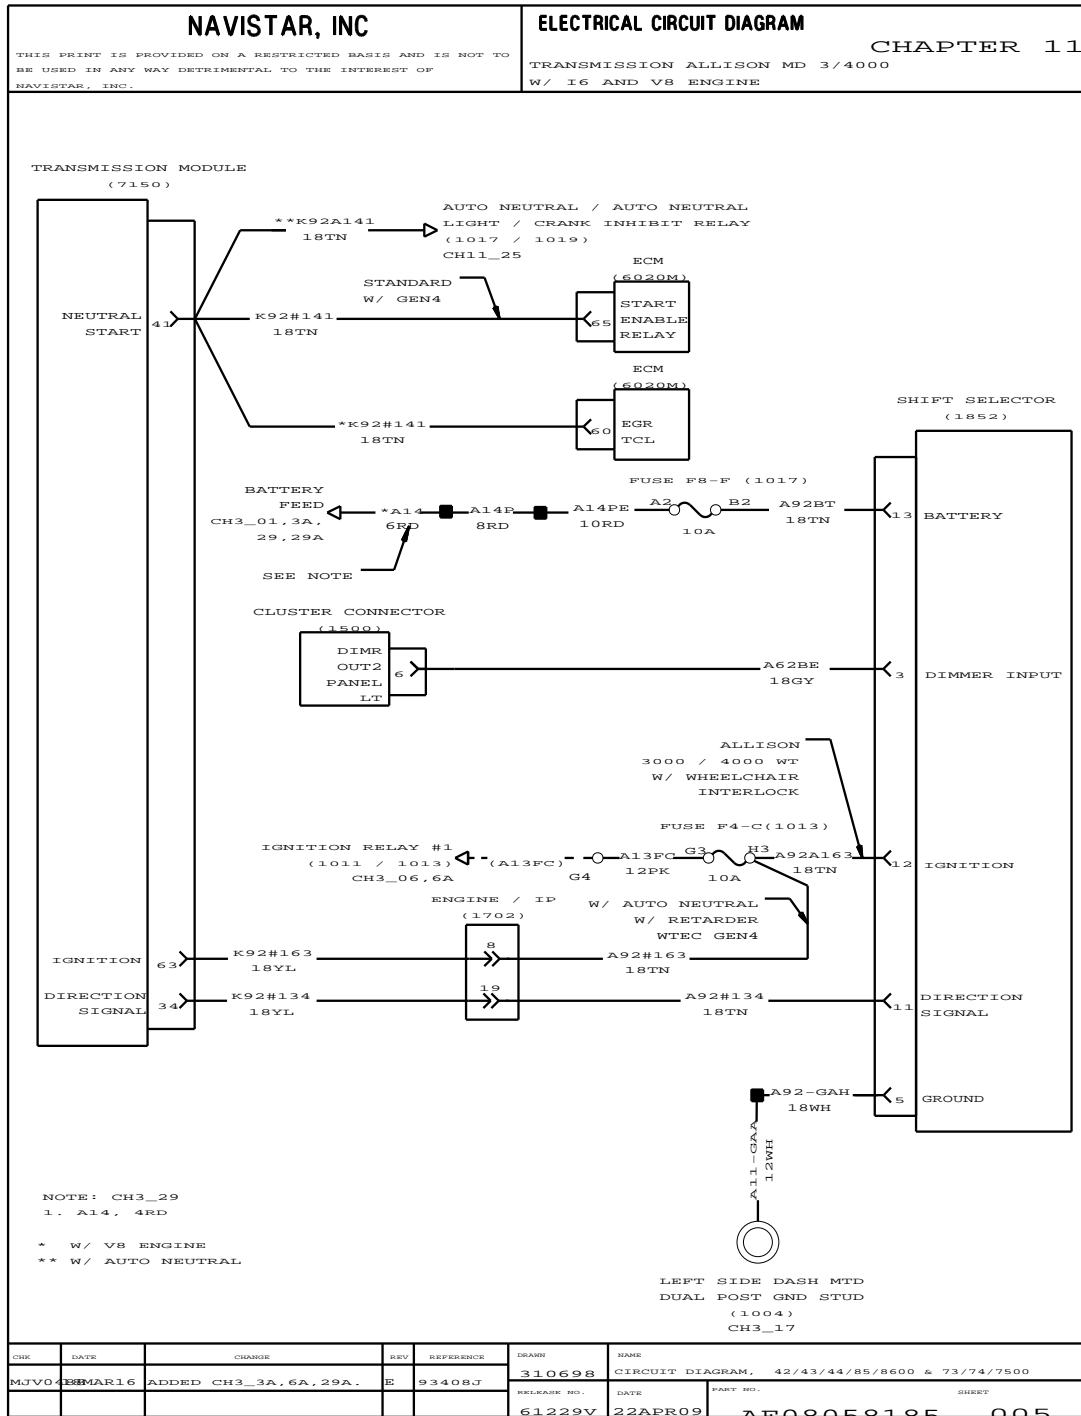 NAVISTAR, INC
THIS PRINT IS PROVIDED ON A RESTRICTED BASIS AND IS NOT TO
BE USED IN ANY WAY DETRIMENTAL TO THE INTEREST OF
NAVISTAR, INC.
ELECTRICAL CIRCUIT DIAGRAM
CHAPTER 11
TRANSMISSION ALLISON MD 3/4000
W/ I6 AND V8 ENGINE
TRANSMISSION MODULE
(7150)
**K92A141
18TN
AUTO NEUTRAL / AUTO NEUTRAL
LIGHT / CRANK INHIBIT RELAY
(1017 / 1019)
CH11_25
STANDARD
W/ GEN4
ECM
(6020M)
START
ENABLE
RELAY
65
NEUTRAL
START
41
K92#141
18TN
ECM
(6020M)
EGR
TCL
60
*K92#141
18TN
SHIFT SELECTOR
(1852)
BATTERY
FEED
CH3_01,3A,
29,29A
*A14
6RD
A14P
8RD
A14PE
10RD
FUSE F8-F (1017)
A2
B2
10A
A92BT
18TN
13
BATTERY
SEE NOTE
CLUSTER CONNECTOR
(1500)
DIMR
OUT2
PANEL
LT
6
A62BE
18GY
3
DIMMER INPUT
ALLISON
3000 / 4000 WT
W/ WHEELCHAIR
INTERLOCK
FUSE F4-C(1013)
IGNITION RELAY #1
(1011 / 1013)
CH3_06,6A
(A13FC)
G4
A13FC
12PK
G3
H3
10A
A92A163
18TN
12
IGNITION
ENGINE / IP
(1702)
W/ AUTO NEUTRAL
W/ RETARDER
WTEC GEN4
IGNITION
63
K92#163
18YL
8
A92#163
18TN
DIRECTION
SIGNAL
34
K92#134
18YL
19
A92#134
18TN
11
DIRECTION
SIGNAL
A92-GAH
18WH
5
GROUND
A11-GAA
12WH
NOTE: CH3_29
1. A14, 4RD
* W/ V8 ENGINE
** W/ AUTO NEUTRAL
LEFT SIDE DASH MTD
DUAL POST GND STUD
(1004)
CH3_17
CHK DATE CHANGE REV REFERENCE
ADDED CH3_3A,6A,29A. E 93408J
DRAWN
310698
NAME
CIRCUIT DIAGRAM, 42/43/44/85/8600 & 73/74/7500
RELEASE NO.
61229V
DATE
22APR09
PART NO.
AE08058185
SHEET
005